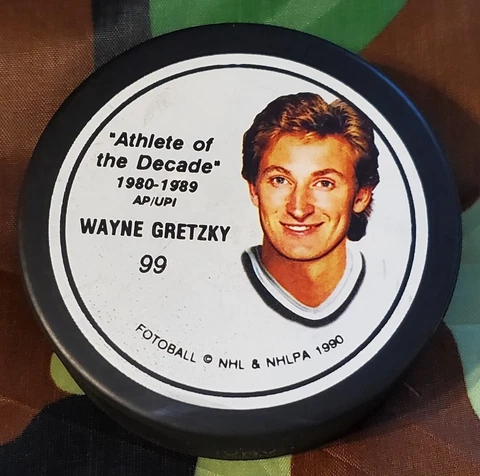 "Athlete of
the Decade"
1980-1989
AP/UPI
WAYNE GRETZKY
99
FOTOBALL © NHL & NHLPA 1990